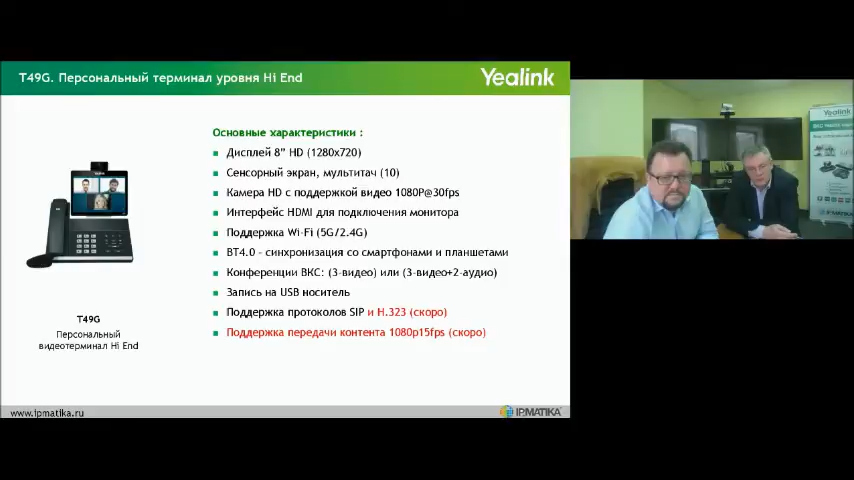 T49G. Персональный терминал уровня Hi End
Yealink
Основные характеристики :
Дисплей 8” HD (1280x720)
Сенсорный экран, мультитач (10)
Камера HD с поддержкой видео 1080P@30fps
Интерфейс HDMI для подключения монитора
Поддержка Wi-Fi (5G/2.4G)
BT4.0 - синхронизация со смартфонами и планшетами
Конференции ВКС: (3-видео) или (3-видео+2-аудио)
Запись на USB носитель
Поддержка протоколов SIP и H.323 (скоро)
Поддержка передачи контента 1080p15fps (скоро)
T49G
Персональный
видеотерминал Hi End
www.ipmatika.ru
IPMATIKA
Yealink
IPMATIKA